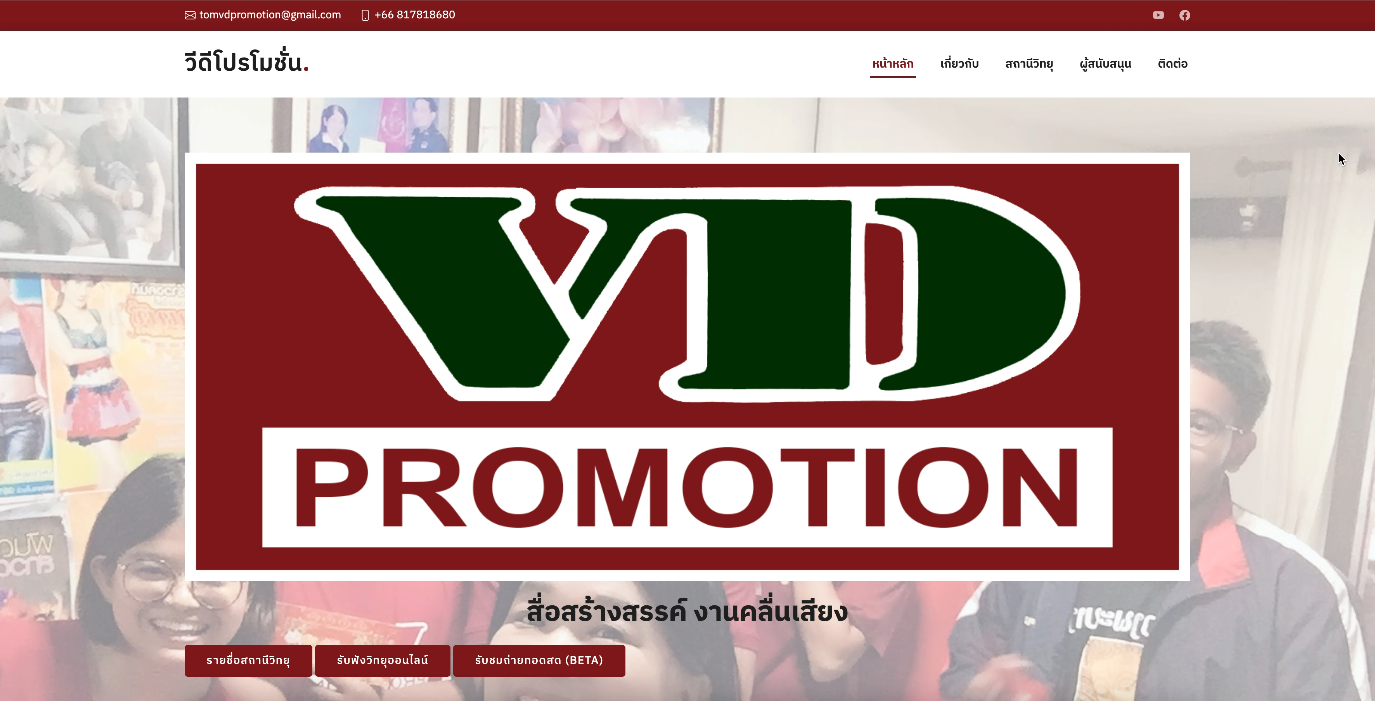 tomvdpromotion@gmail.com +66 817818680
วีดีโปรโมชั่น.
หน้าหลัก เกี่ยวกับ สถานีวิทยุ ผู้สนับสนุน ติดต่อ
VD
PROMOTION
สื่อสร้างสรรค์ งานคลื่นเสียง
รายชื่อสถานีวิทยุ รับฟังวิทยุออนไลน์ รับชมถ่ายทอดสด (BETA)